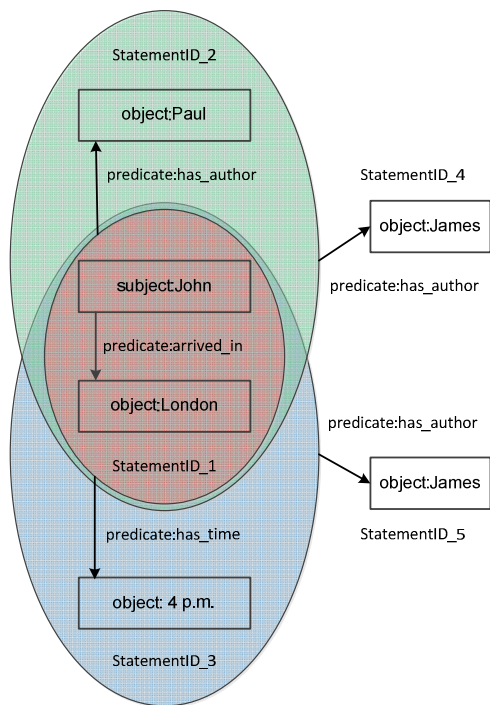 StatementID_2
object:Paul
predicate:has_author
StatementID_4
object:James
predicate:has_author
subject:John
predicate:arrived_in
object:London
StatementID_1
predicate:has_author
object:James
StatementID_5
predicate:has_time
object: 4 p.m.
StatementID_3